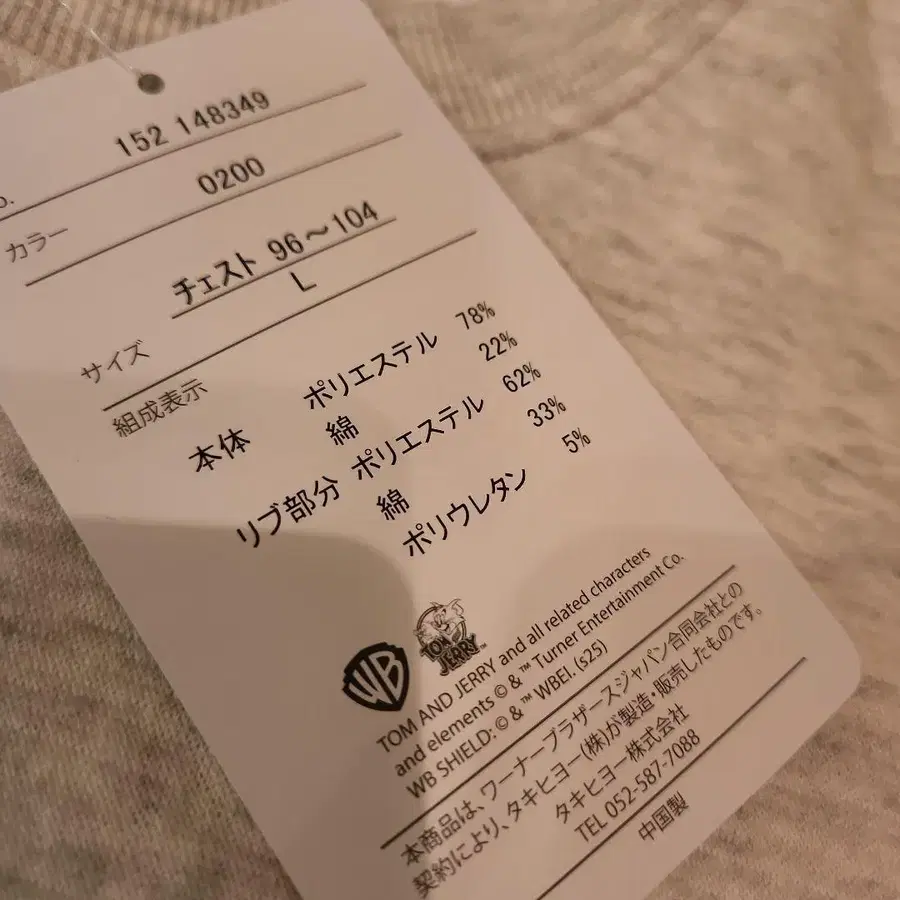 o.
152 148349
カラー
0200
サイズ
チェスト 96～104
L
組成表示
本体 ポリエステル 78%
綿 22%
リブ部分 ポリエステル 62%
綿 33%
ポリウレタン 5%
WB
TOM AND JERRY™
TOM AND JERRY and all related characters
and elements © & ™ Turner Entertainment Co.
WB SHIELD: © & ™ WBEI. (s25)
本商品は、ワーナーブラザースジャパン合同会社との
契約により、タキヒヨー(株)が製造・販売したものです。
タキヒヨー株式会社
TEL 052-587-7088
中国製